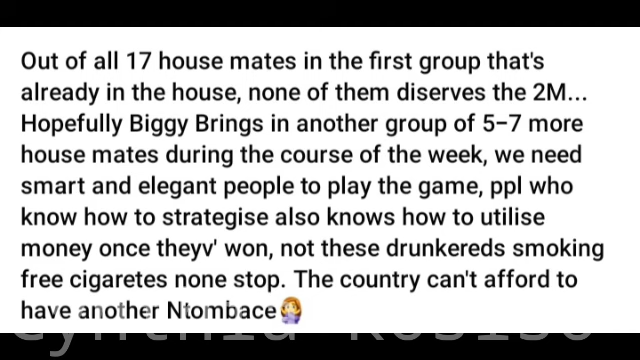 Out of all 17 house mates in the first group that's
already in the house, none of them diserves the 2M...
Hopefully Biggy Brings in another group of 5-7 more
house mates during the course of the week, we need
smart and elegant people to play the game, ppl who
know how to strategise also knows how to utilise
money once theyv' won, not these drunkereds smoking
free cigaretes none stop. The country can't afford to
have another Ntombace🤦‍♀️